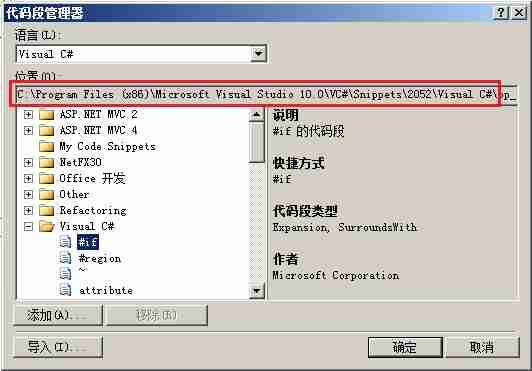 代码段管理器
语言(L):
Visual C#
位置(O):
C:\Program Files (x86)\Microsoft Visual Studio 10.0\VC#\Snippets\2052\Visual C#\pp_
ASP.NET MVC 2
ASP.NET MVC 4
My Code Snippets
NetFX30
Office 开发
Other
Refactoring
Visual C#
#if
#region
~
attribute
说明
#if 的代码段
快捷方式
#if
代码段类型
Expansion, SurroundsWith
作者
Microsoft Corporation
添加(A)...
移除(R)
导入(I)...
确定
取消